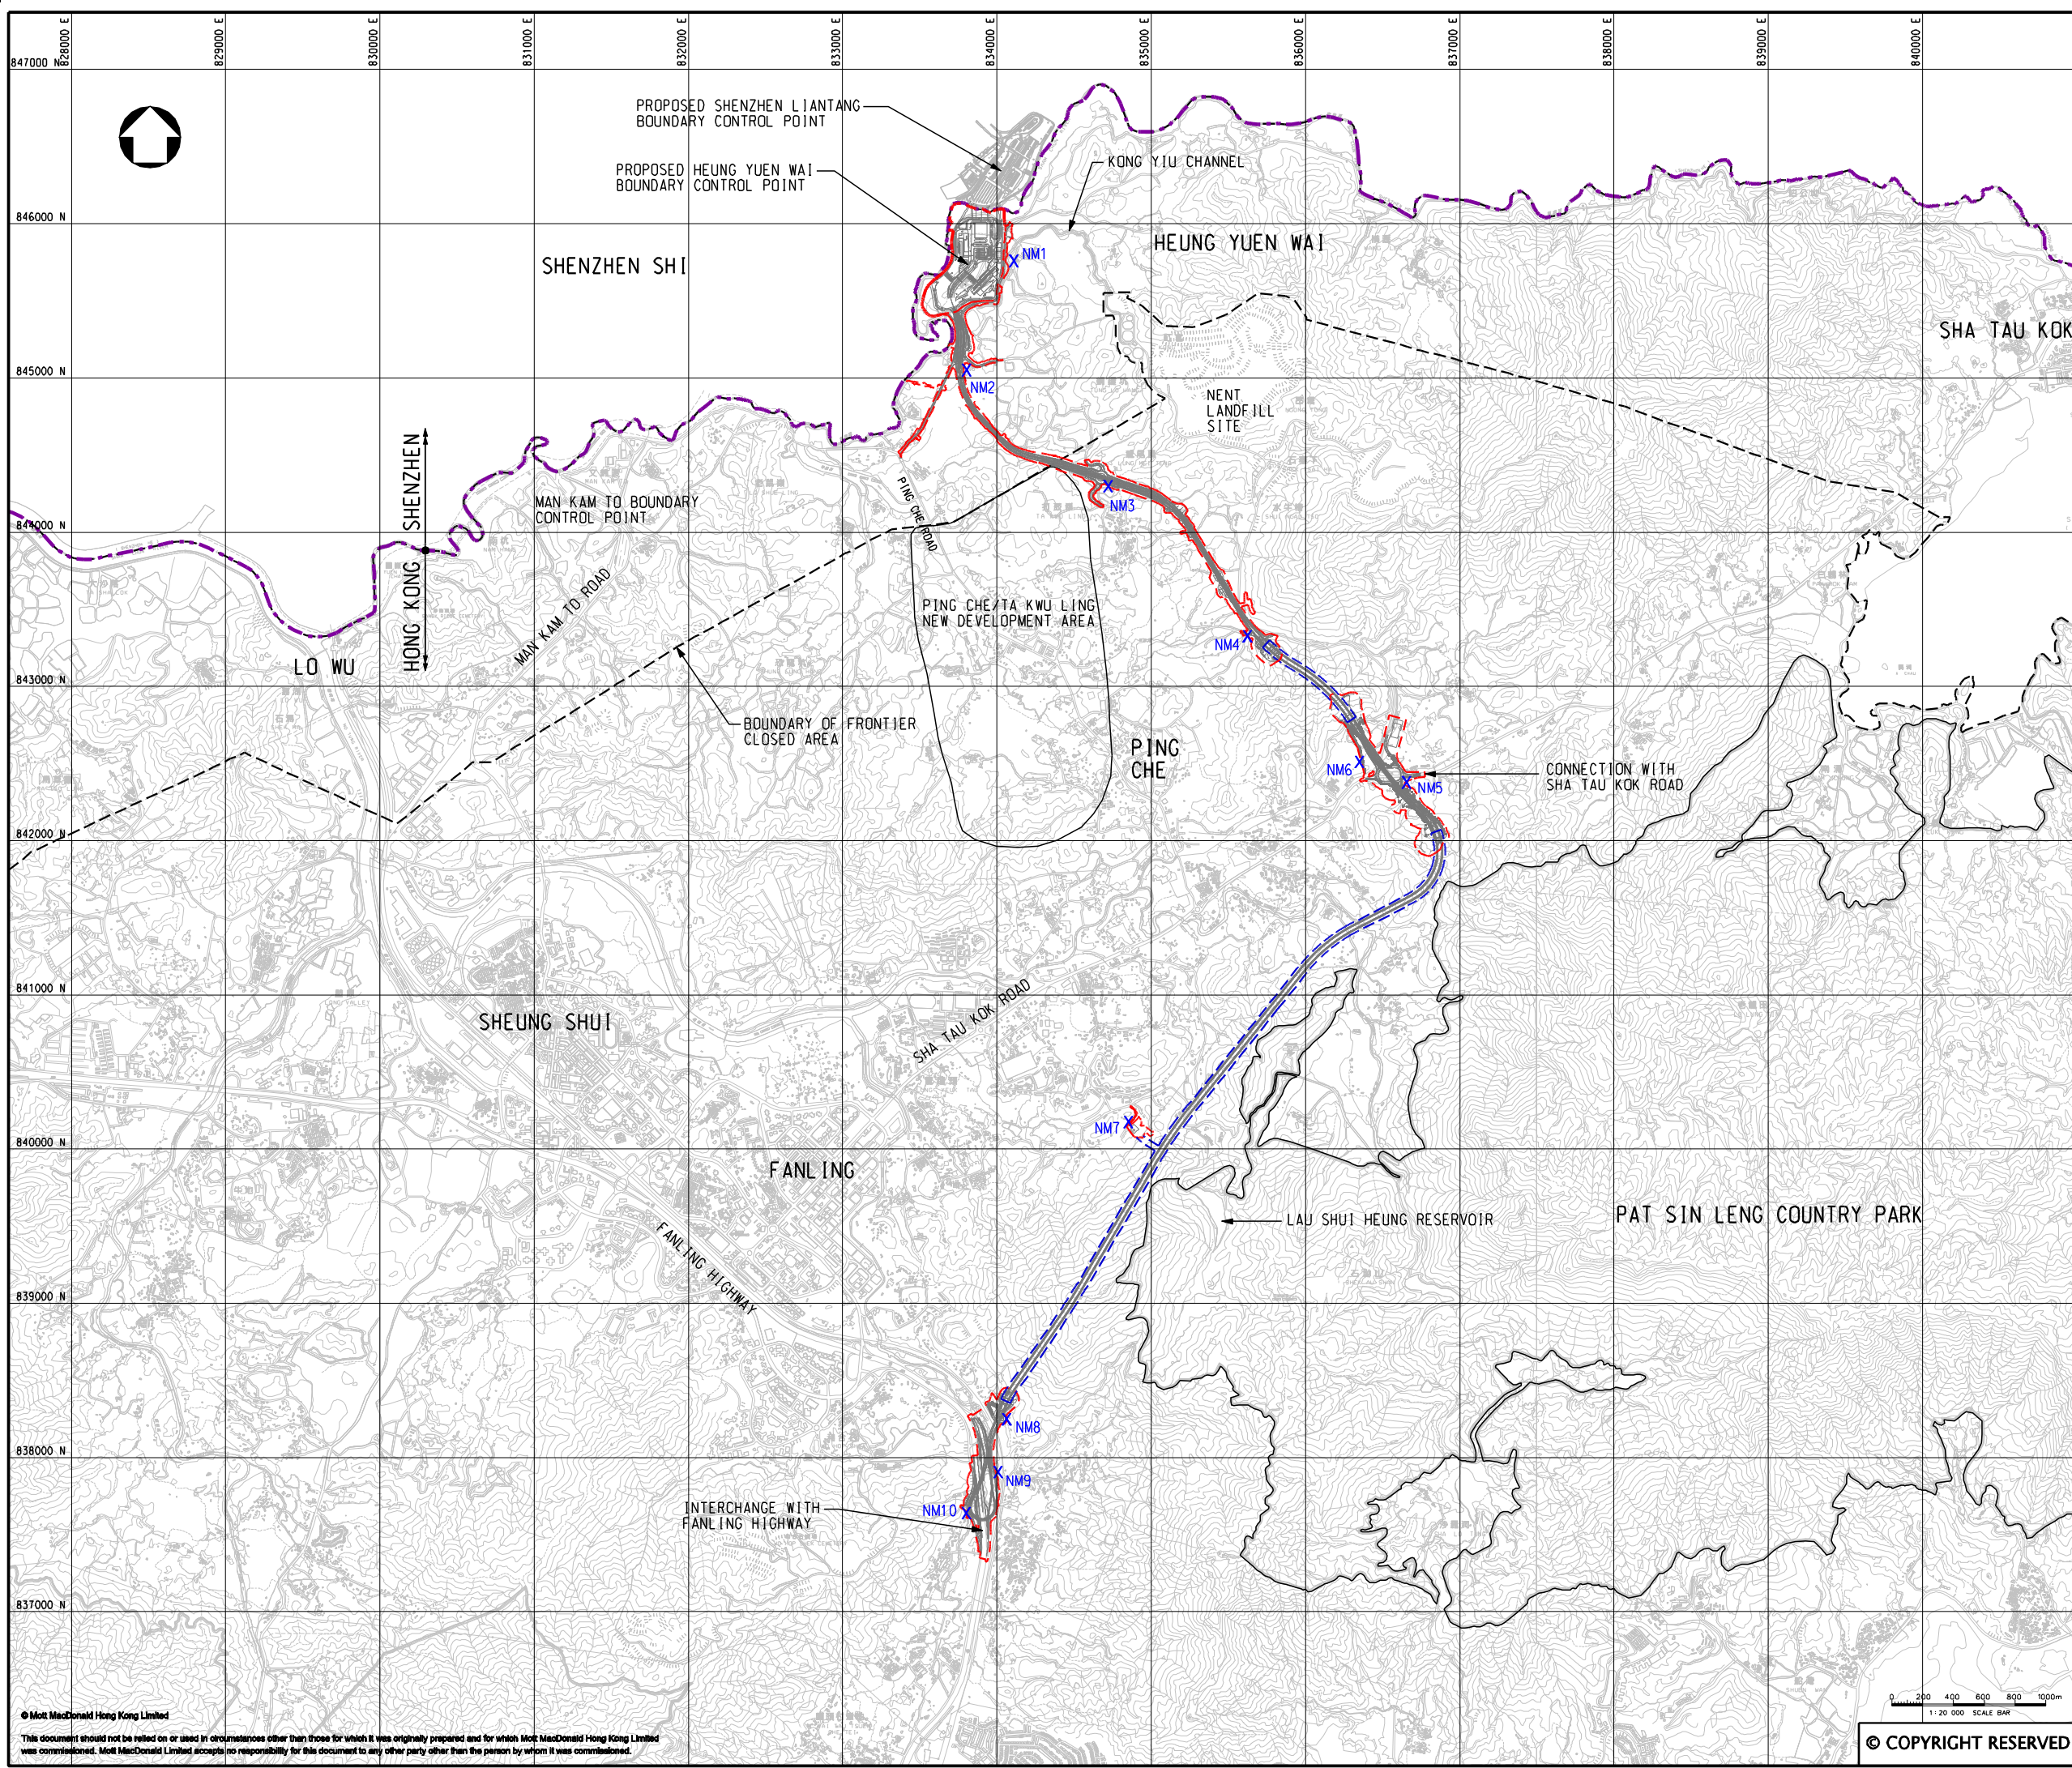 828000 E
829000 E
830000 E
831000 E
832000 E
833000 E
834000 E
835000 E
836000 E
837000 E
838000 E
839000 E
840000 E
847000 N
PROPOSED SHENZHEN LIANTANG
BOUNDARY CONTROL POINT
KONG YIU CHANNEL
PROPOSED HEUNG YUEN WAI
BOUNDARY CONTROL POINT
846000 N
HEUNG YUEN WAI
SHENZHEN SHI
NM1
SHA TAU KOK
845000 N
NM2
NENT
LANDFILL
SITE
HONG KONG SHENZHEN
MAN KAM TO BOUNDARY
CONTROL POINT
PING CHE ROAD
NM3
844000 N
MAN KAM TO ROAD
PING CHE/TA KWU LING
NEW DEVELOPMENT AREA
NM4
LO WU
843000 N
BOUNDARY OF FRONTIER
CLOSED AREA
PING
CHE
NM6
NM5
CONNECTION WITH
SHA TAU KOK ROAD
842000 N
841000 N
SHEUNG SHUI
SHA TAU KOK ROAD
NM7
840000 N
FANLING
LAU SHUI HEUNG RESERVOIR
PAT SIN LENG COUNTRY PARK
FANLING HIGHWAY
839000 N
NM8
838000 N
NM9
NM10
INTERCHANGE WITH
FANLING HIGHWAY
837000 N
0 200 400 600 800 1000m
1:20 000 SCALE BAR
© Mott MacDonald Hong Kong Limited
This document should not be relied on or used in circumstances other than those for which it was originally prepared and for which Mott MacDonald Hong Kong Limited
was commissioned. Mott MacDonald Limited accepts no responsibility for this document to any other party other than the person by whom it was commissioned.
© COPYRIGHT RESERVED